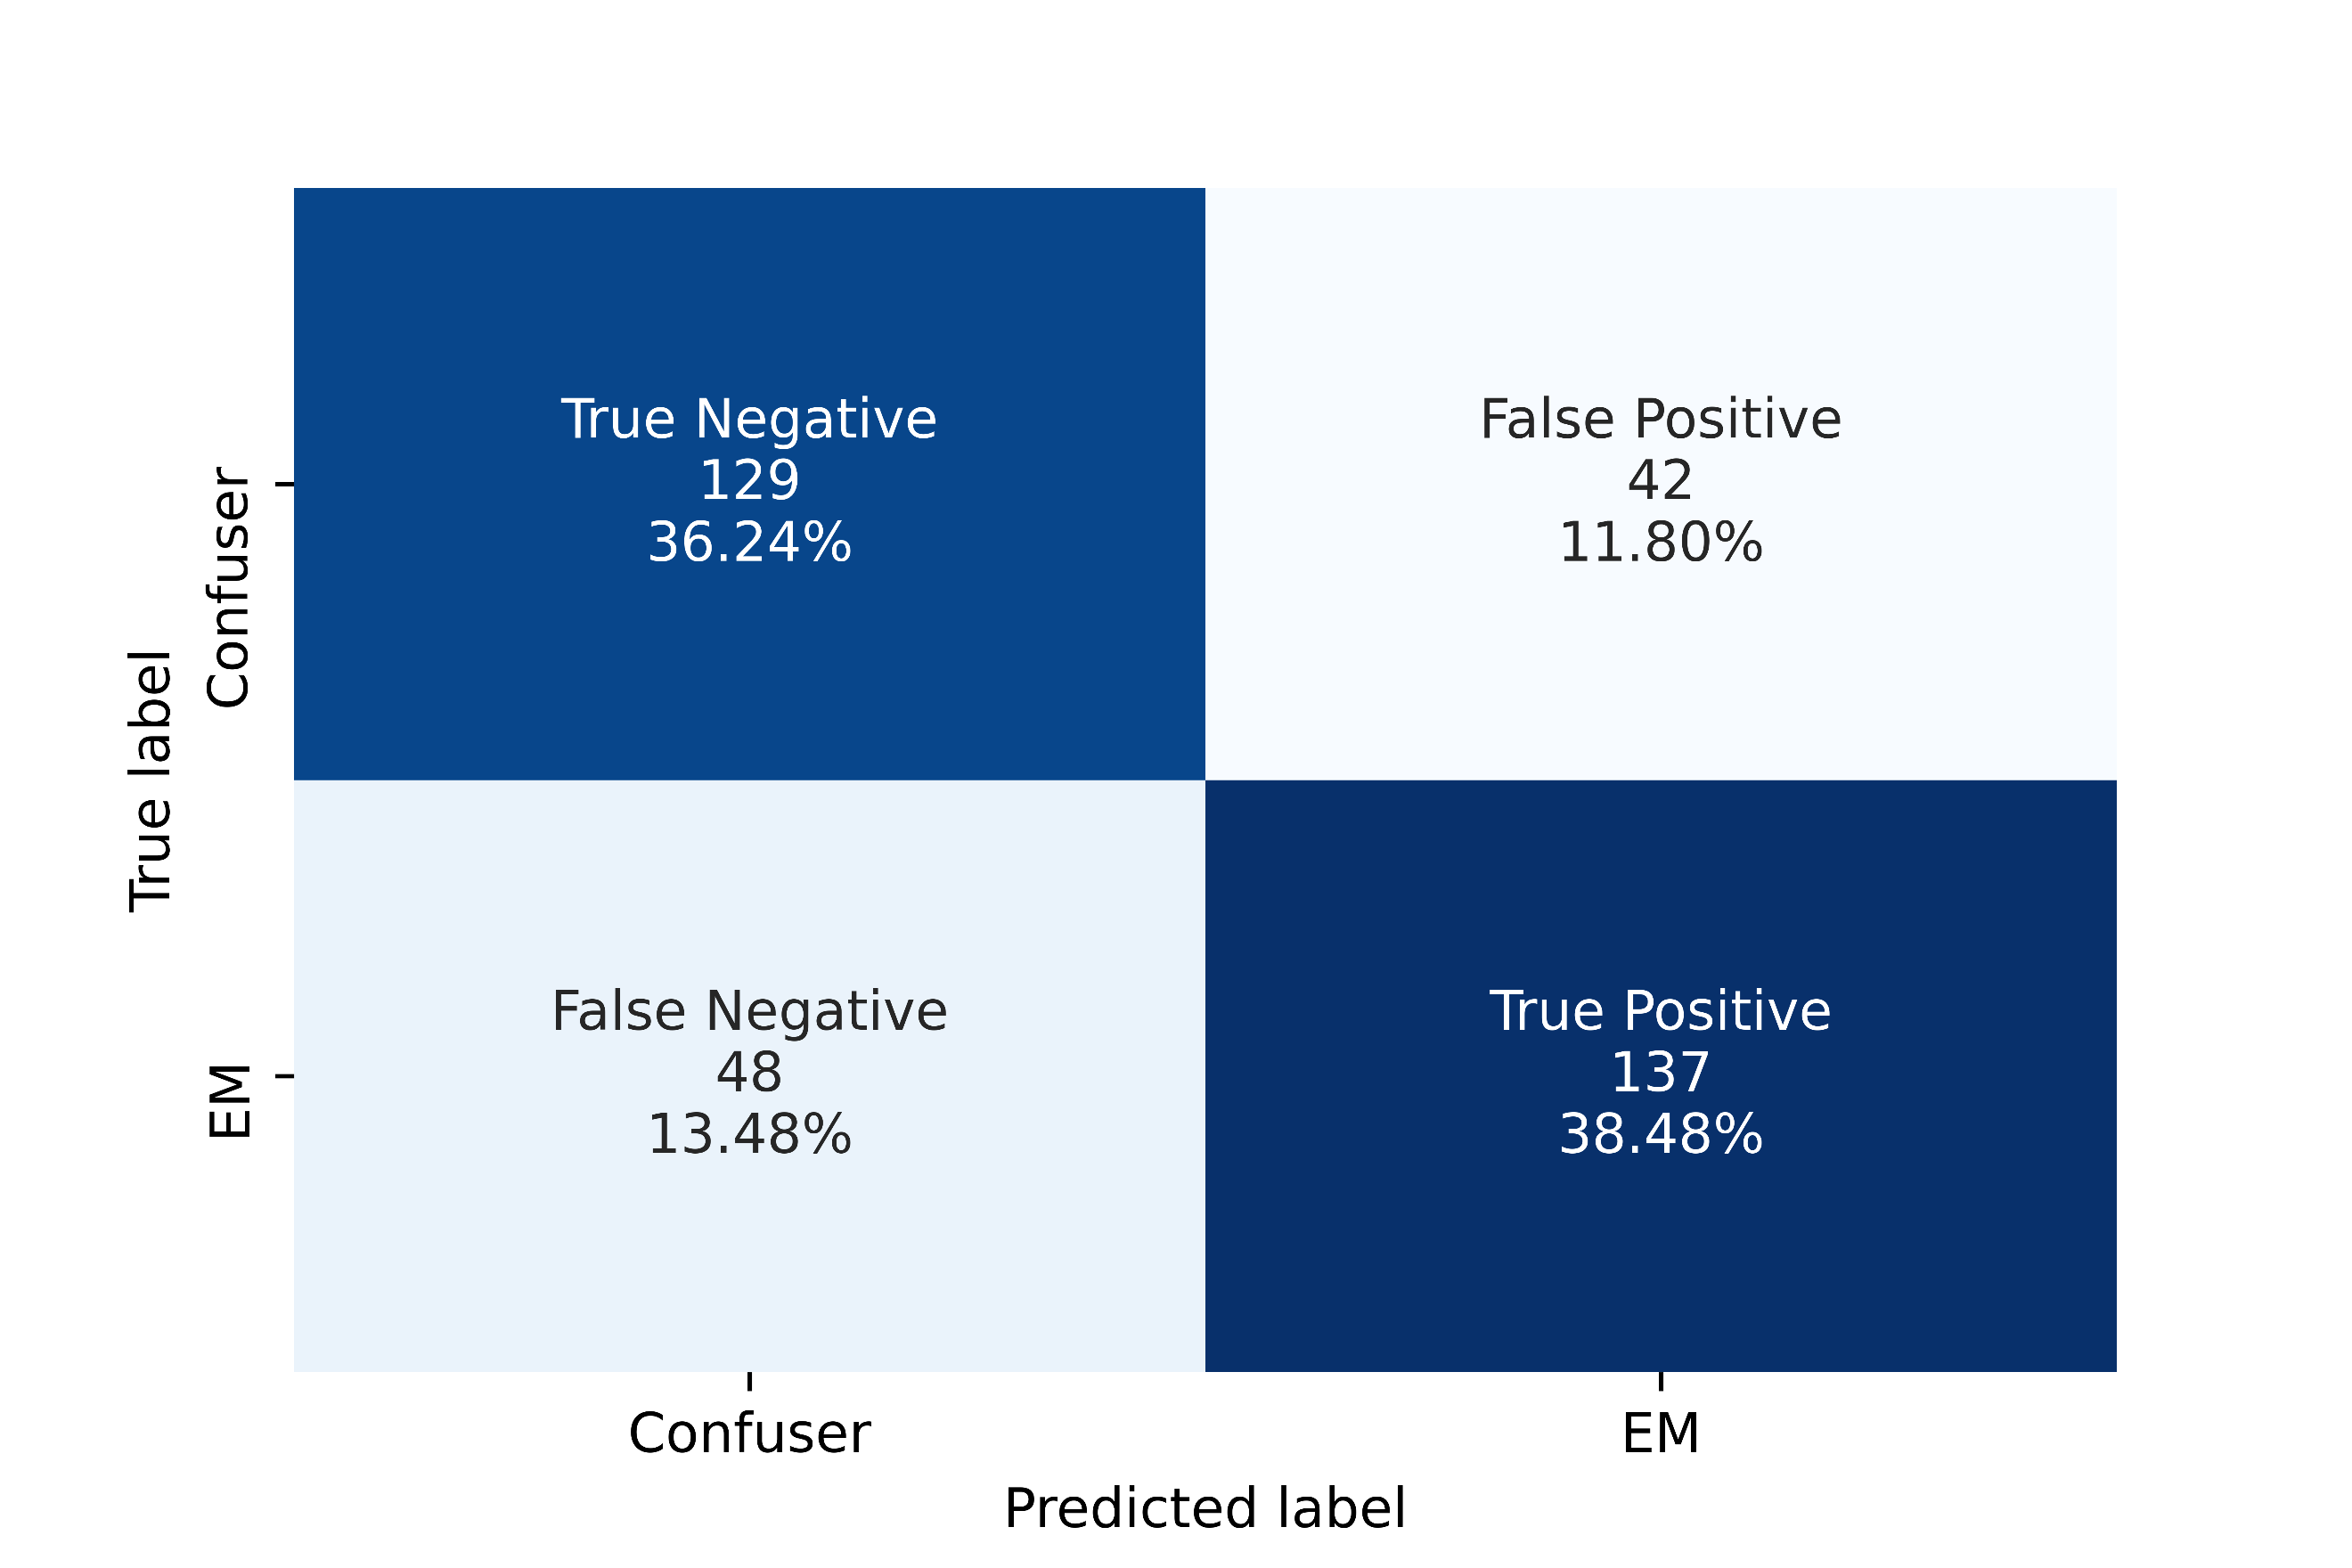 True Negative
129
36.24%
False Positive
42
11.80%
False Negative
48
13.48%
True Positive
137
38.48%
True label
Confuser
EM
Confuser
EM
Predicted label